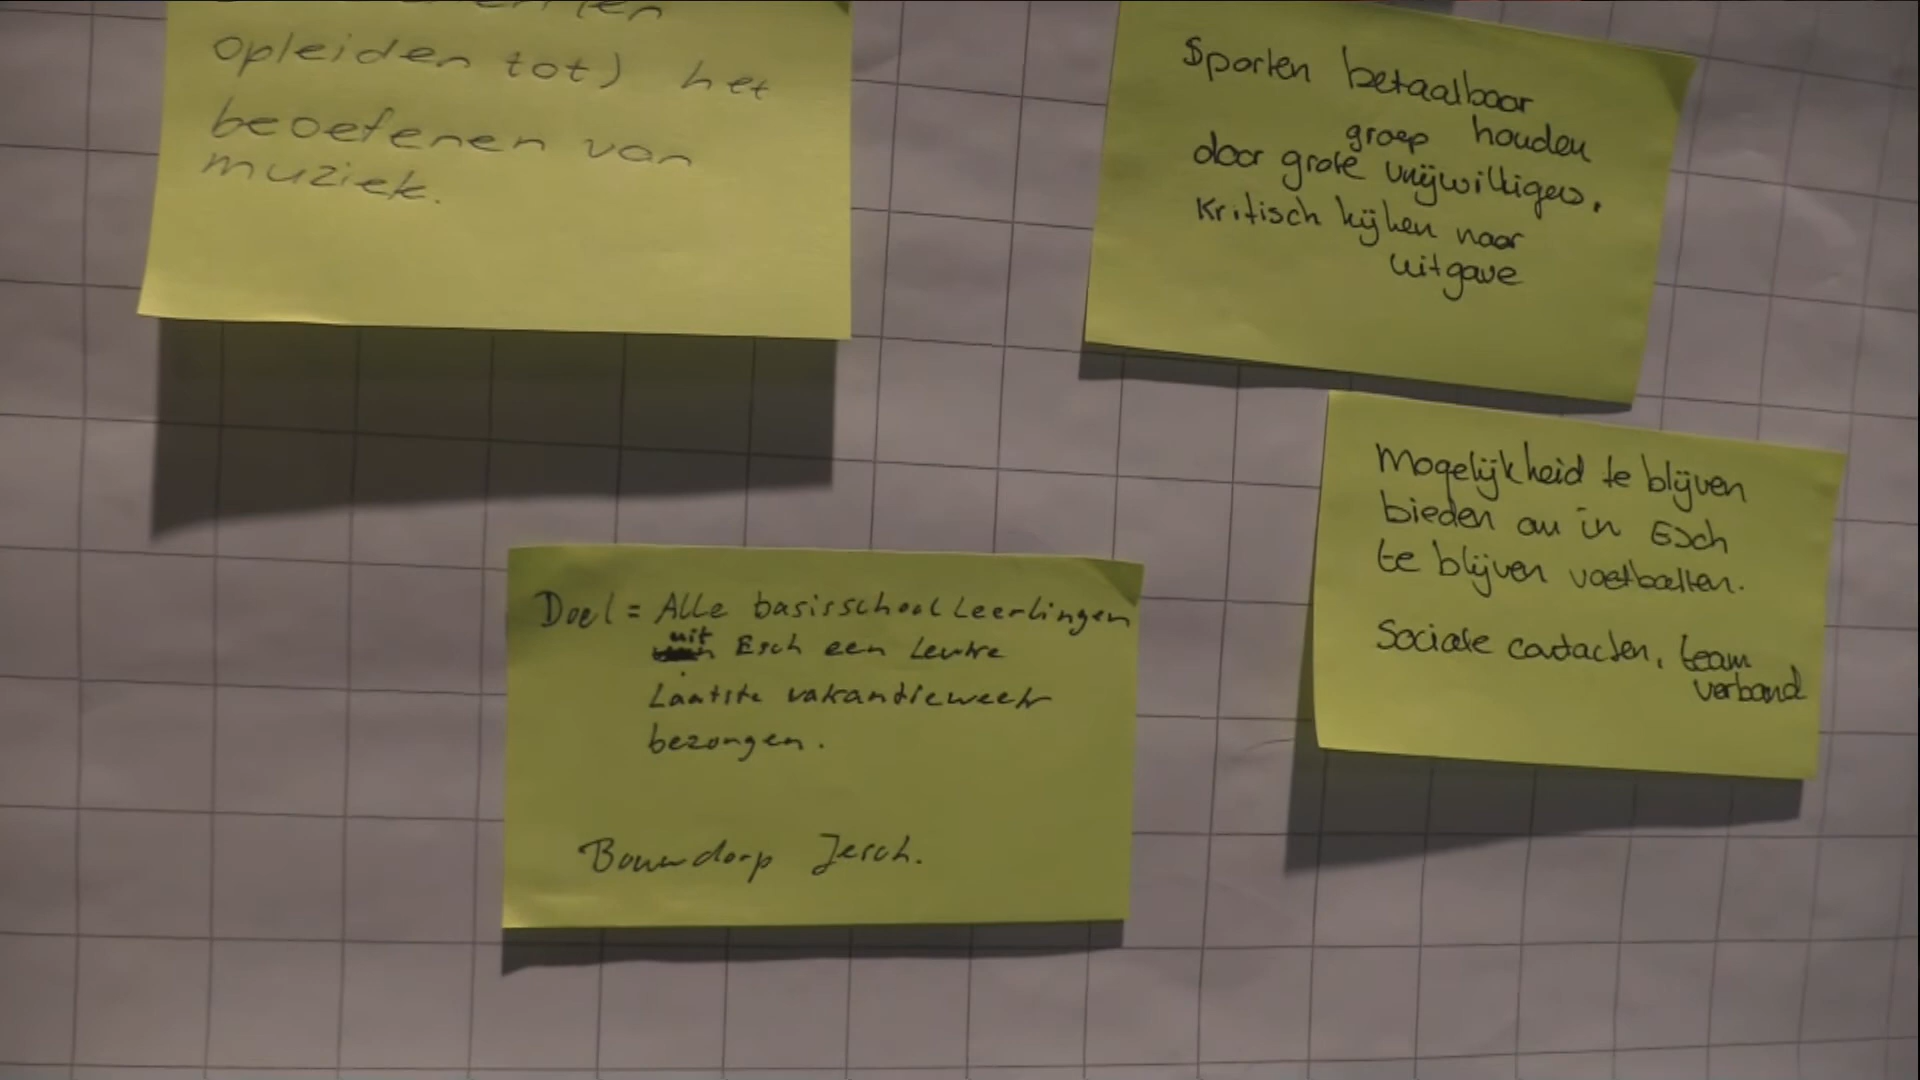 opleiden tot) het
beoefenen van
muziek.
Sporten betaalbaar
houden
door grote groep vrijwilligers.
Kritisch kijken naar
uitgave
Mogelijkheid te blijven
bieden om in Esch
te blijven voetballen.
Sociale contacten, team
verband
Doel = Alle basisschool Leerlingen
uit Esch een Leuke
Laatste vakantieweek
bezorgen.
Bouwdorp Jesch.